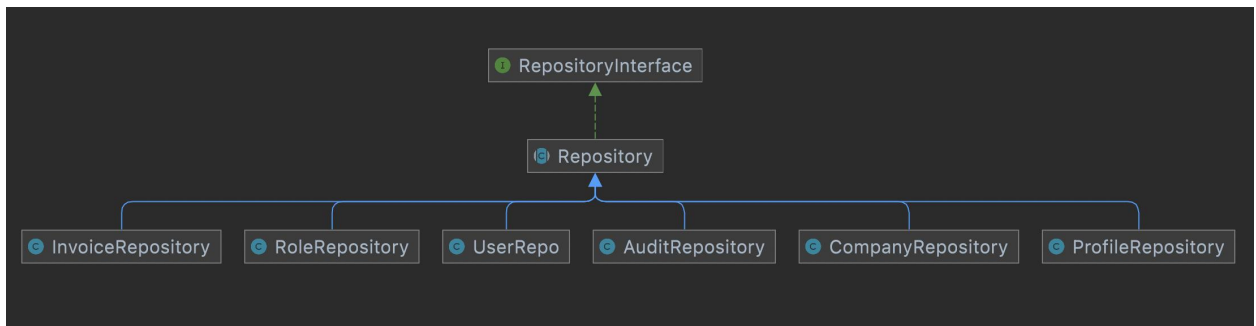 RepositoryInterface
Repository
InvoiceRepository
RoleRepository
UserRepo
AuditRepository
CompanyRepository
ProfileRepository